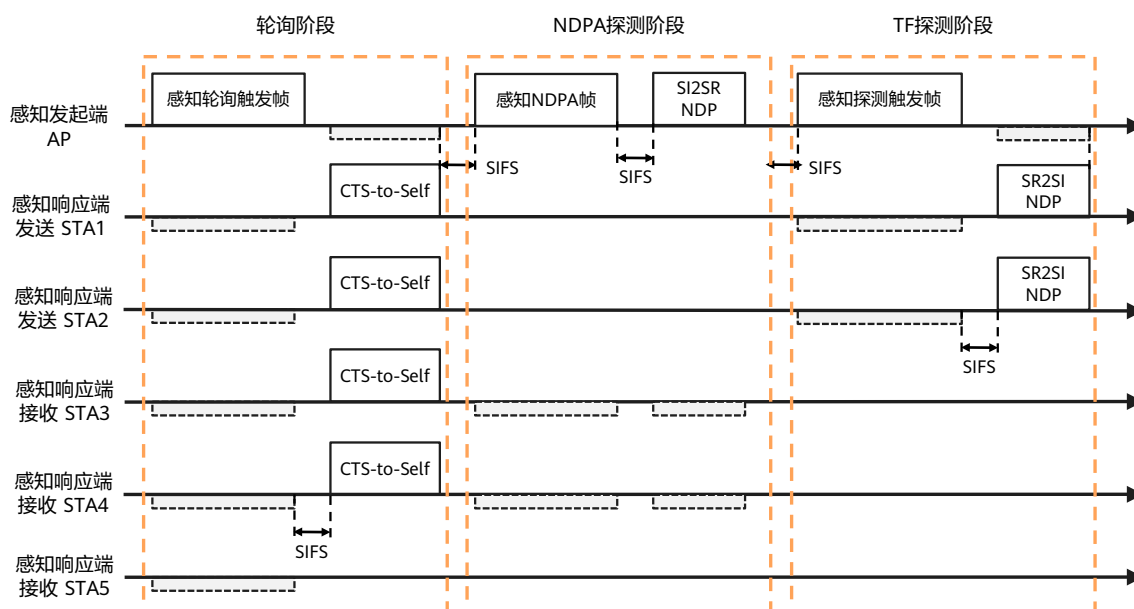 轮询阶段
NDPA探测阶段
TF探测阶段
感知发起端
AP
感知轮询触发帧
感知NDPA帧
SI2SR
NDP
感知探测触发帧
SIFS
SIFS
SIFS
感知响应端
发送 STA1
CTS-to-Self
SR2SI
NDP
感知响应端
发送 STA2
CTS-to-Self
SR2SI
NDP
SIFS
感知响应端
接收 STA3
CTS-to-Self
感知响应端
接收 STA4
CTS-to-Self
SIFS
感知响应端
接收 STA5